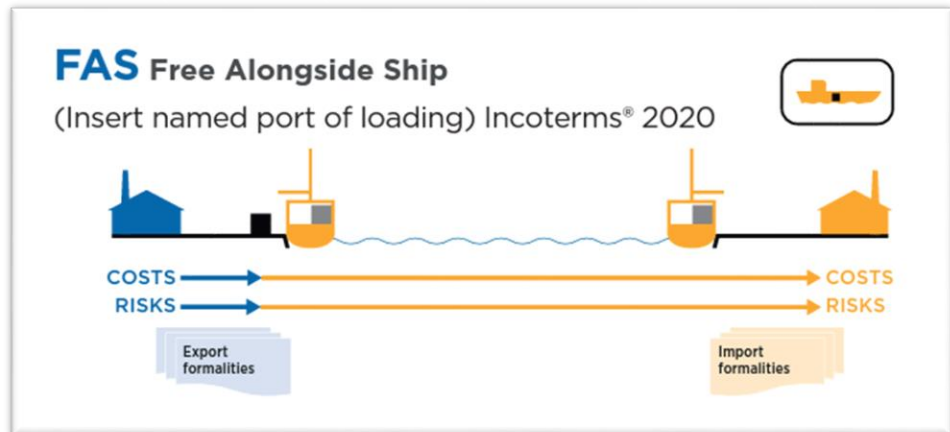 FAS Free Alongside Ship
(Insert named port of loading) Incoterms® 2020
COSTS COSTS
RISKS RISKS
Export
formalities
Import
formalities